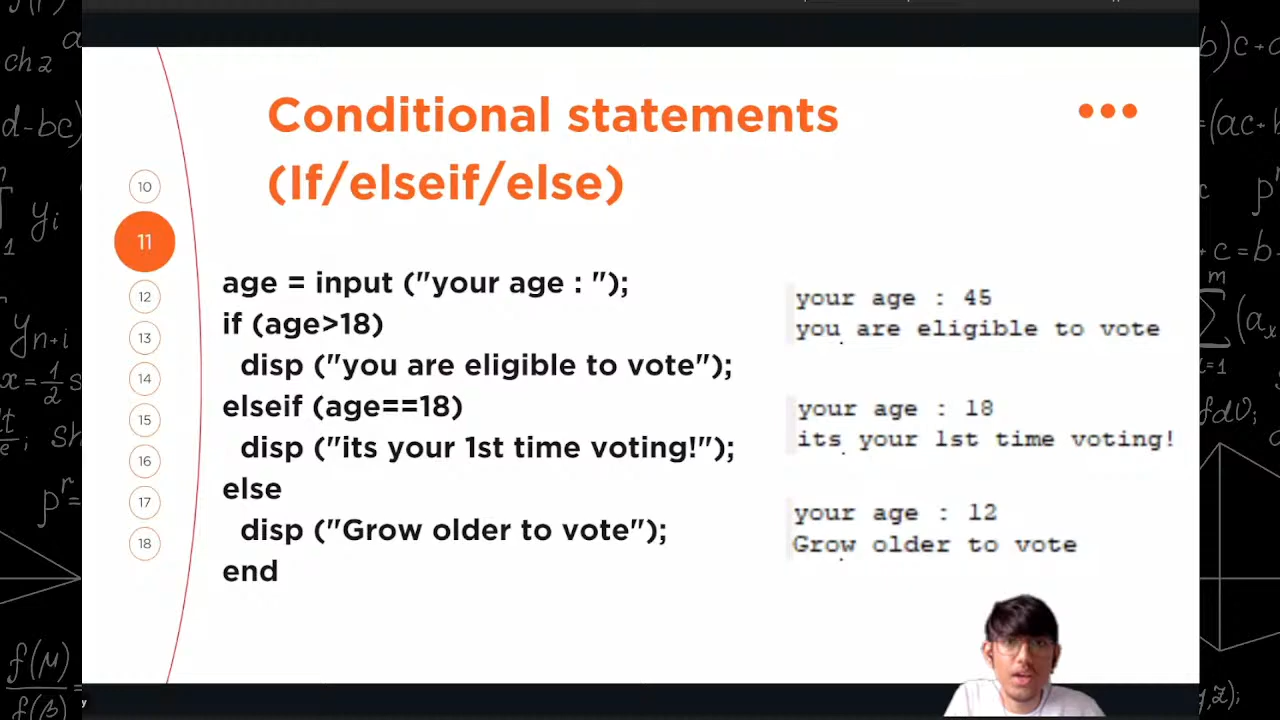 Conditional statements
(If/elseif/else)
10
11
12
13
14
15
16
17
18
age = input ("your age : ");
if (age>18)
disp ("you are eligible to vote");
elseif (age==18)
disp ("its your 1st time voting!");
else
disp ("Grow older to vote");
end
your age : 45
you are eligible to vote
your age : 18
its your 1st time voting!
your age : 12
Grow older to vote